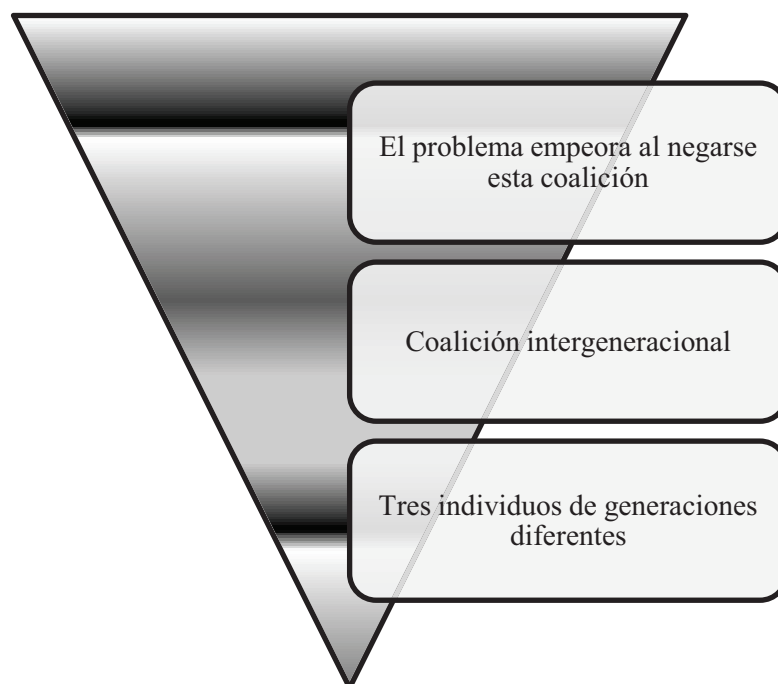 El problema empeora al negarse
esta coalición
Coalición intergeneracional
Tres individuos de generaciones
diferentes